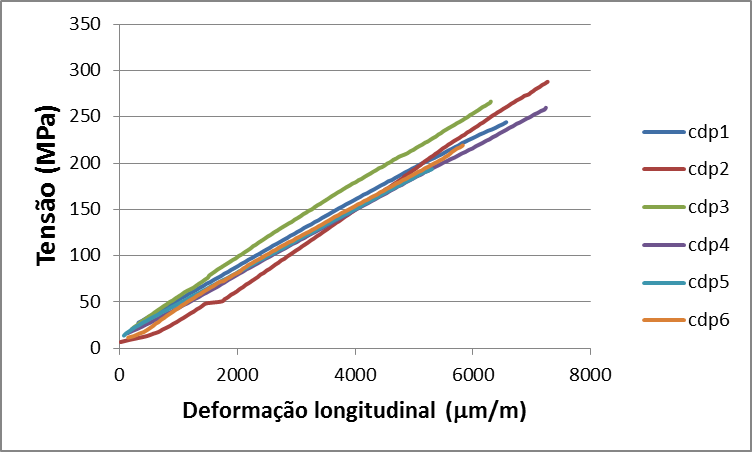 350
300
250
200
150
100
50
0
Tensão (MPa)
0 2000 4000 6000 8000
Deformação longitudinal (µm/m)
cdp1
cdp2
cdp3
cdp4
cdp5
cdp6